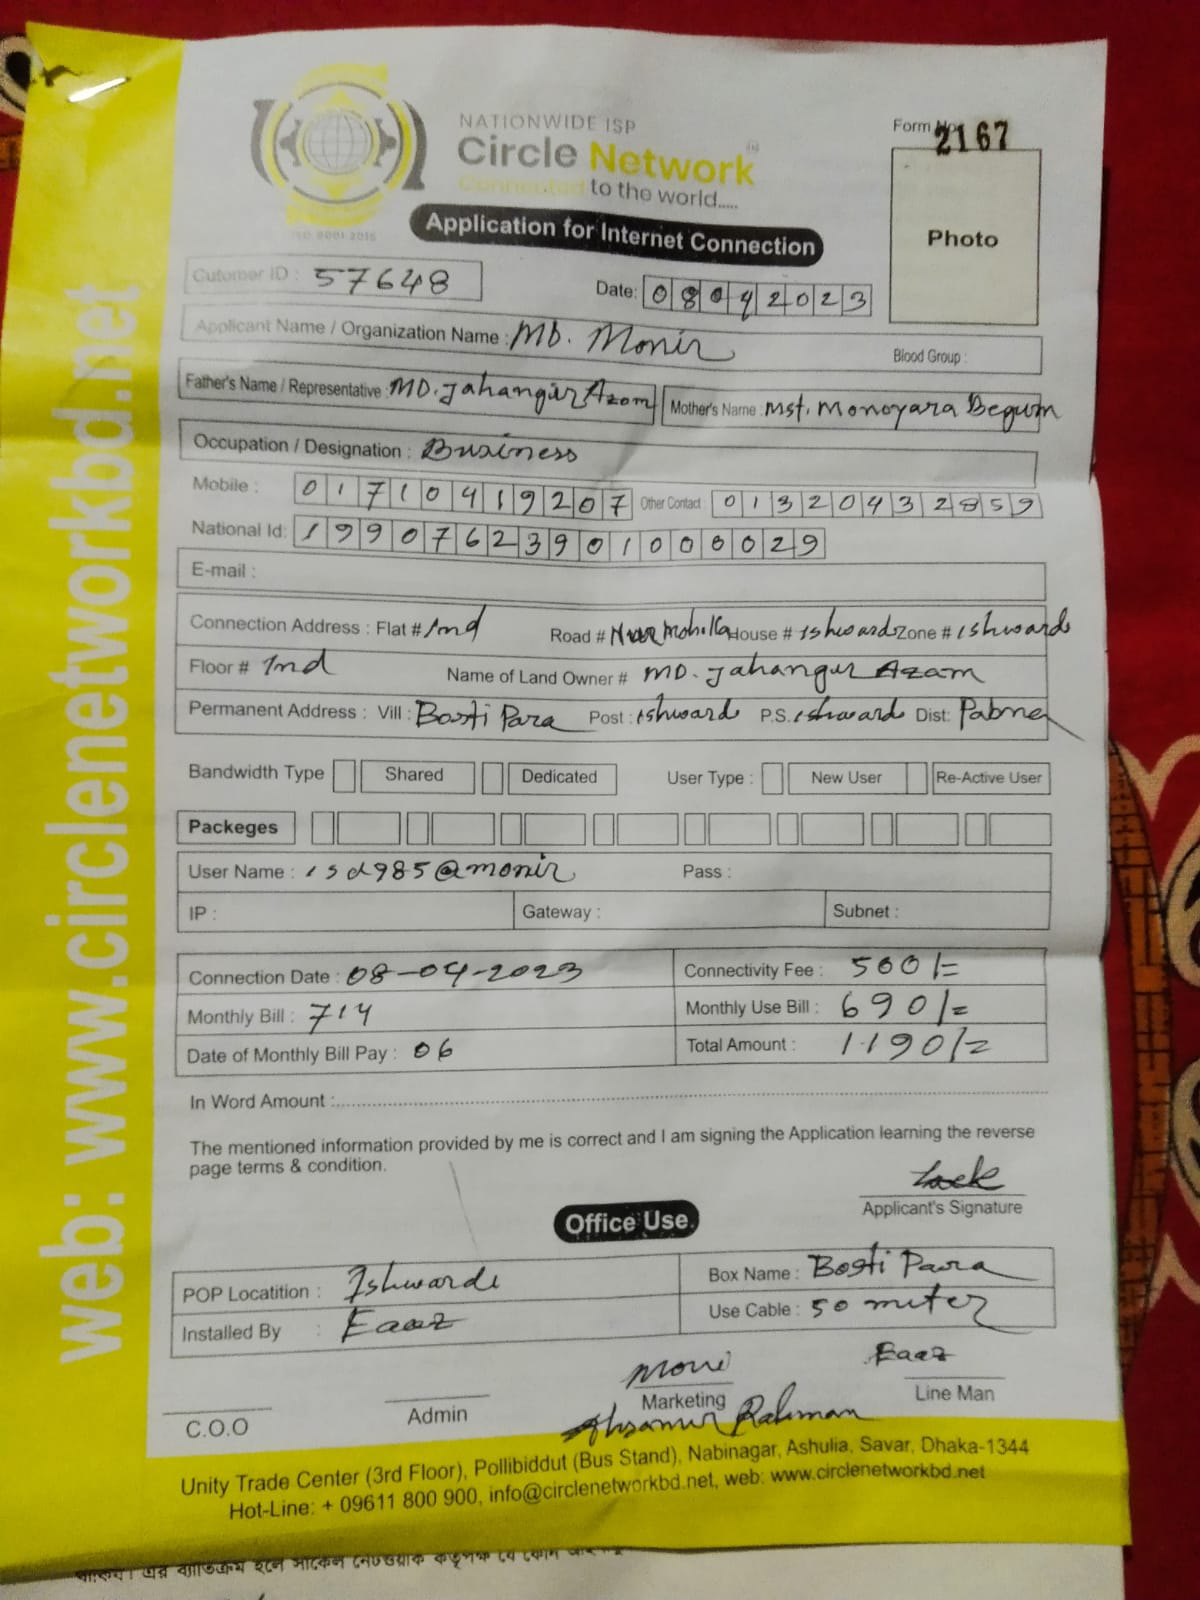 web: www.circlenetworkbd.net
NATIONWIDE ISP
Circle Network
Connected to the world.....
ISO 9001:2015
Form No 2167
Photo
Application for Internet Connection
Cutomer ID : 57648
Date: 08042023
Applicant Name / Organization Name : MD. Monir Blood Group :
Father's Name / Representative : MD. Jahangir Azom Mother's Name : Mst. Monoyara Begum
Occupation / Designation : Business
Mobile : 01710419207 Other Contact 01320432859
National Id: 19907623901000029
E-mail :
Connection Address : Flat # 1nd Road # Nur Mohilla House # ishwardi Zone # ishwardi
Floor # 1nd Name of Land Owner # MD. Jahangir Azam
Permanent Address : Vill : Bosti Para Post : ishwardi P.S. ishwardi Dist: Pabna
Bandwidth Type Shared Dedicated User Type : New User Re-Active User
Packeges
User Name : isd985@monir Pass :
IP : Gateway : Subnet :
Connection Date : 08-04-2023 Connectivity Fee : 500/=
Monthly Bill : 714 Monthly Use Bill : 690/=
Date of Monthly Bill Pay : 06 Total Amount : 1190/=
In Word Amount :
The mentioned information provided by me is correct and I am signing the Application learning the reverse
page terms & condition.
Applicant's Signature
Office Use.
POP Locatition : Ishwardi Box Name : Bosti Para
Installed By : Eaaz Use Cable : 50 meter
Eaaz
C.O.O Admin Marketing Line Man
Rahman
Unity Trade Center (3rd Floor), Pollibiddut (Bus Stand), Nabinagar, Ashulia, Savar, Dhaka-1344
Hot-Line: + 09611 800 900, info@circlenetworkbd.net, web: www.circlenetworkbd.net